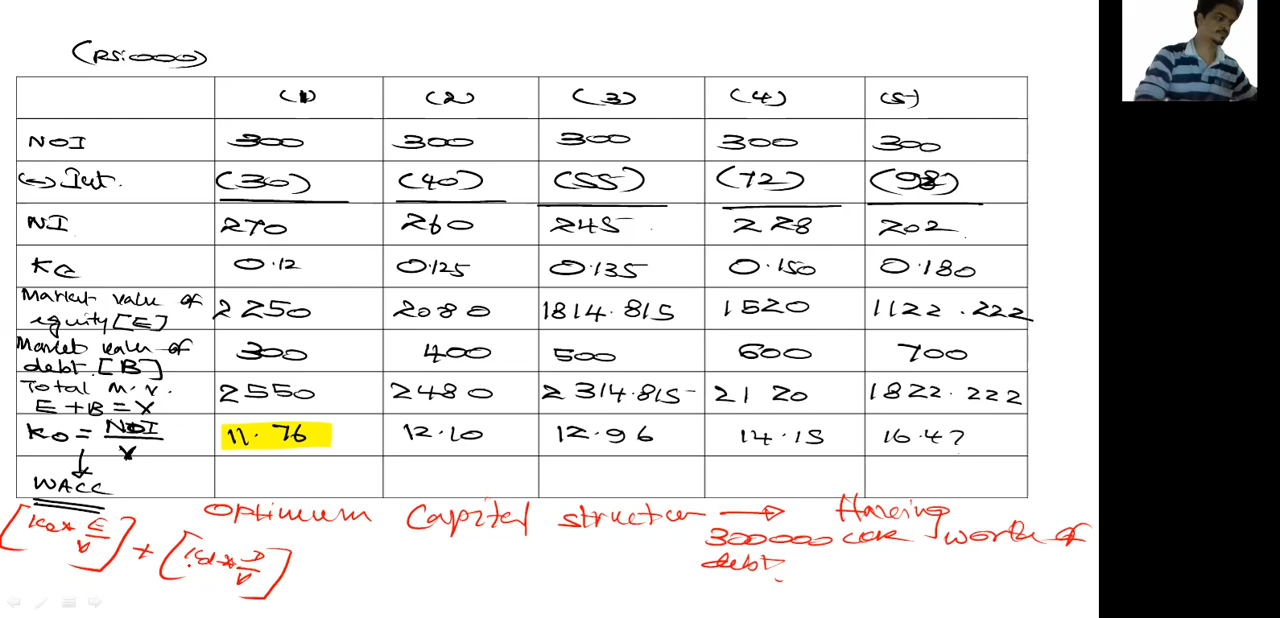 (RS:000)
(1) (2) (3) (4) (5)
NOI 300 300 300 300 300
(-) Int. (30) (40) (55) (72) (98)
NI 270 260 245 228 202
Ke 0.12 0.125 0.135 0.150 0.180
Market value of
equity [E] 2250 2080 1814.815 1520 1122.222
Market value of
debt [B] 300 400 500 600 700
Total m.v.
E+B=V 2550 2480 2314.815 2120 1822.222
Ko = NOI/V 11.76 12.10 12.96 14.15 16.47
WACC
Optimum Capital structure → Having
300000 worth of
debt.
[Ke* E/V] + [Kd* D/V]